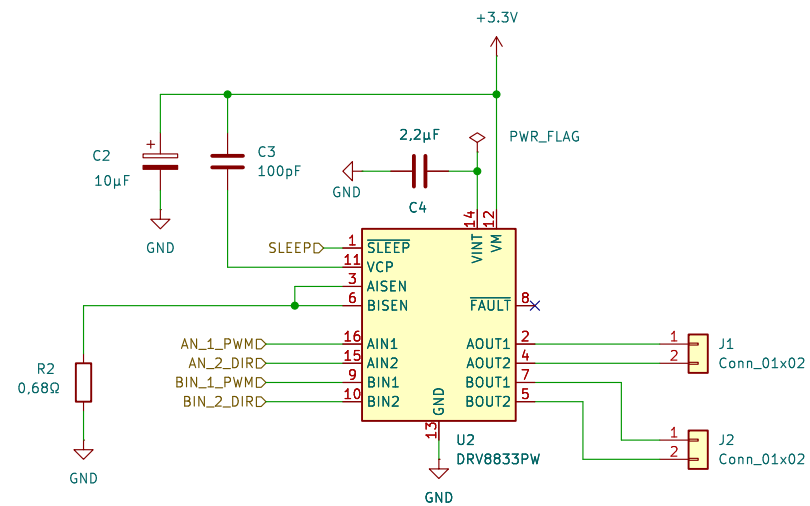 +3.3V
2,2µF
PWR_FLAG
C2
10µF
+
C3
100pF
GND
C4
GND
14
12
VINT
VM
SLEEP
1
SLEEP
11
VCP
3
AISEN
6
BISEN
FAULT
8
AN_1_PWM
16
AIN1
AOUT1
2
1
J1
AN_2_DIR
15
AIN2
AOUT2
4
2
Conn_01x02
BIN_1_PWM
9
BIN1
BOUT1
7
BIN_2_DIR
10
BIN2
BOUT2
5
R2
0,68Ω
GND
13
U2
DRV8833PW
1
J2
2
Conn_01x02
GND
GND